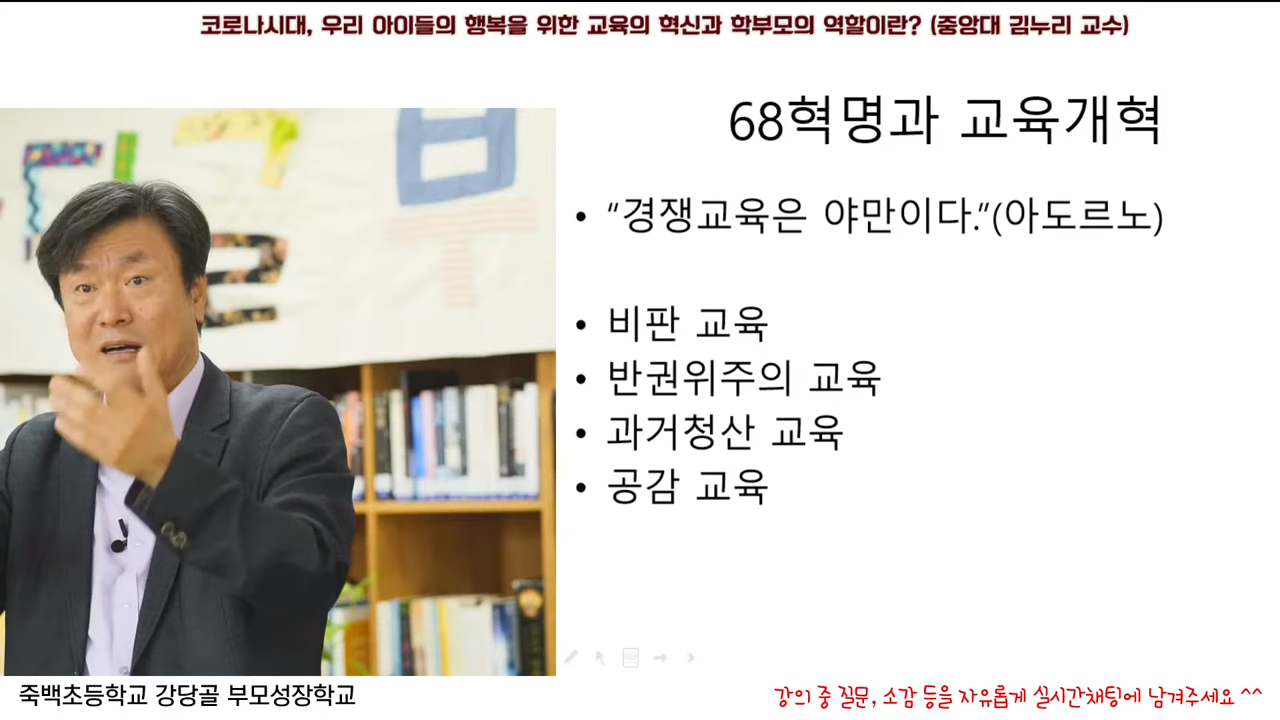 코로나시대, 우리 아이들의 행복을 위한 교육의 혁신과 학부모의 역할이란? (중앙대 김누리 교수)
68혁명과 교육개혁
• “경쟁교육은 야만이다.”(아도르노)
• 비판 교육
• 반권위주의 교육
• 과거청산 교육
• 공감 교육
죽백초등학교 강당골 부모성장학교
강의 중 질문, 소감 등을 자유롭게 실시간채팅에 남겨주세요 ^^